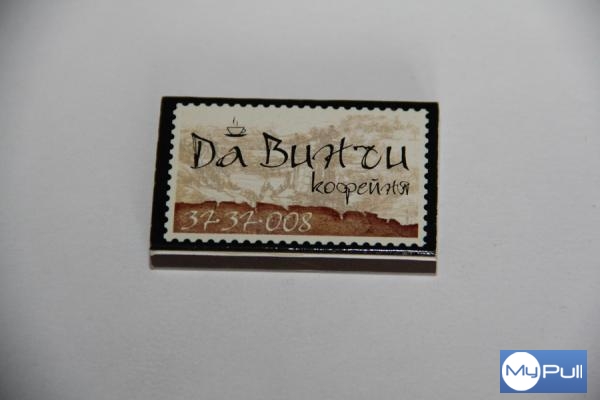 Да Винчи
кофейня
37-37-008
MyPull